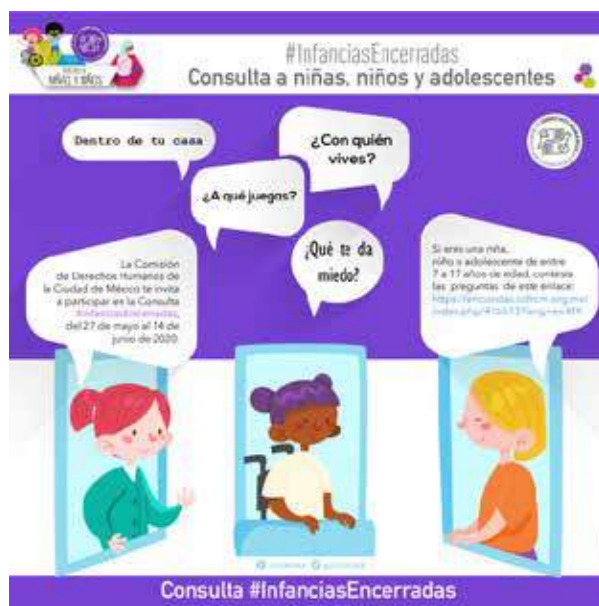 NIÑAS Y NIÑOS
#InfanciasEncerradas
Consulta a niñas, niños y adolescentes
Dentro de tu casa
¿Con quién
vives?
¿A qué juegas?
¿Qué te da
miedo?
La Comisión
de Derechos Humanos de
la Ciudad de México te invita
a participar en la Consulta
#InfanciasEncerradas,
del 27 de mayo al 14 de
junio de 2020.
Si eres una niña,
niño o adolescente de entre
7 a 17 años de edad, contesta
las preguntas de este enlace:
Consulta #InfanciasEncerradas